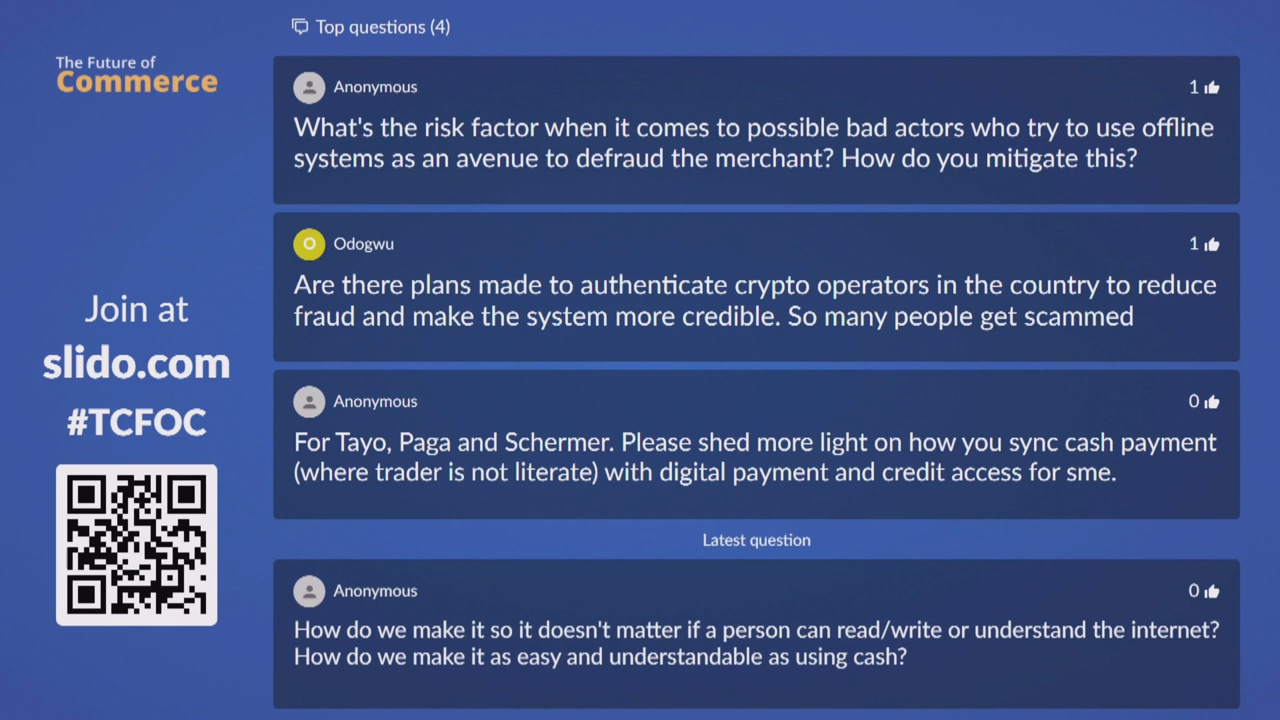 Top questions (4)
The Future of
Commerce
Join at
slido.com
#TCFOC
Anonymous
1
What's the risk factor when it comes to possible bad actors who try to use offline
systems as an avenue to defraud the merchant? How do you mitigate this?
O
Odogwu
1
Are there plans made to authenticate crypto operators in the country to reduce
fraud and make the system more credible. So many people get scammed
Anonymous
0
For Tayo, Paga and Schermer. Please shed more light on how you sync cash payment
(where trader is not literate) with digital payment and credit access for sme.
Latest question
Anonymous
0
How do we make it so it doesn't matter if a person can read/write or understand the internet?
How do we make it as easy and understandable as using cash?